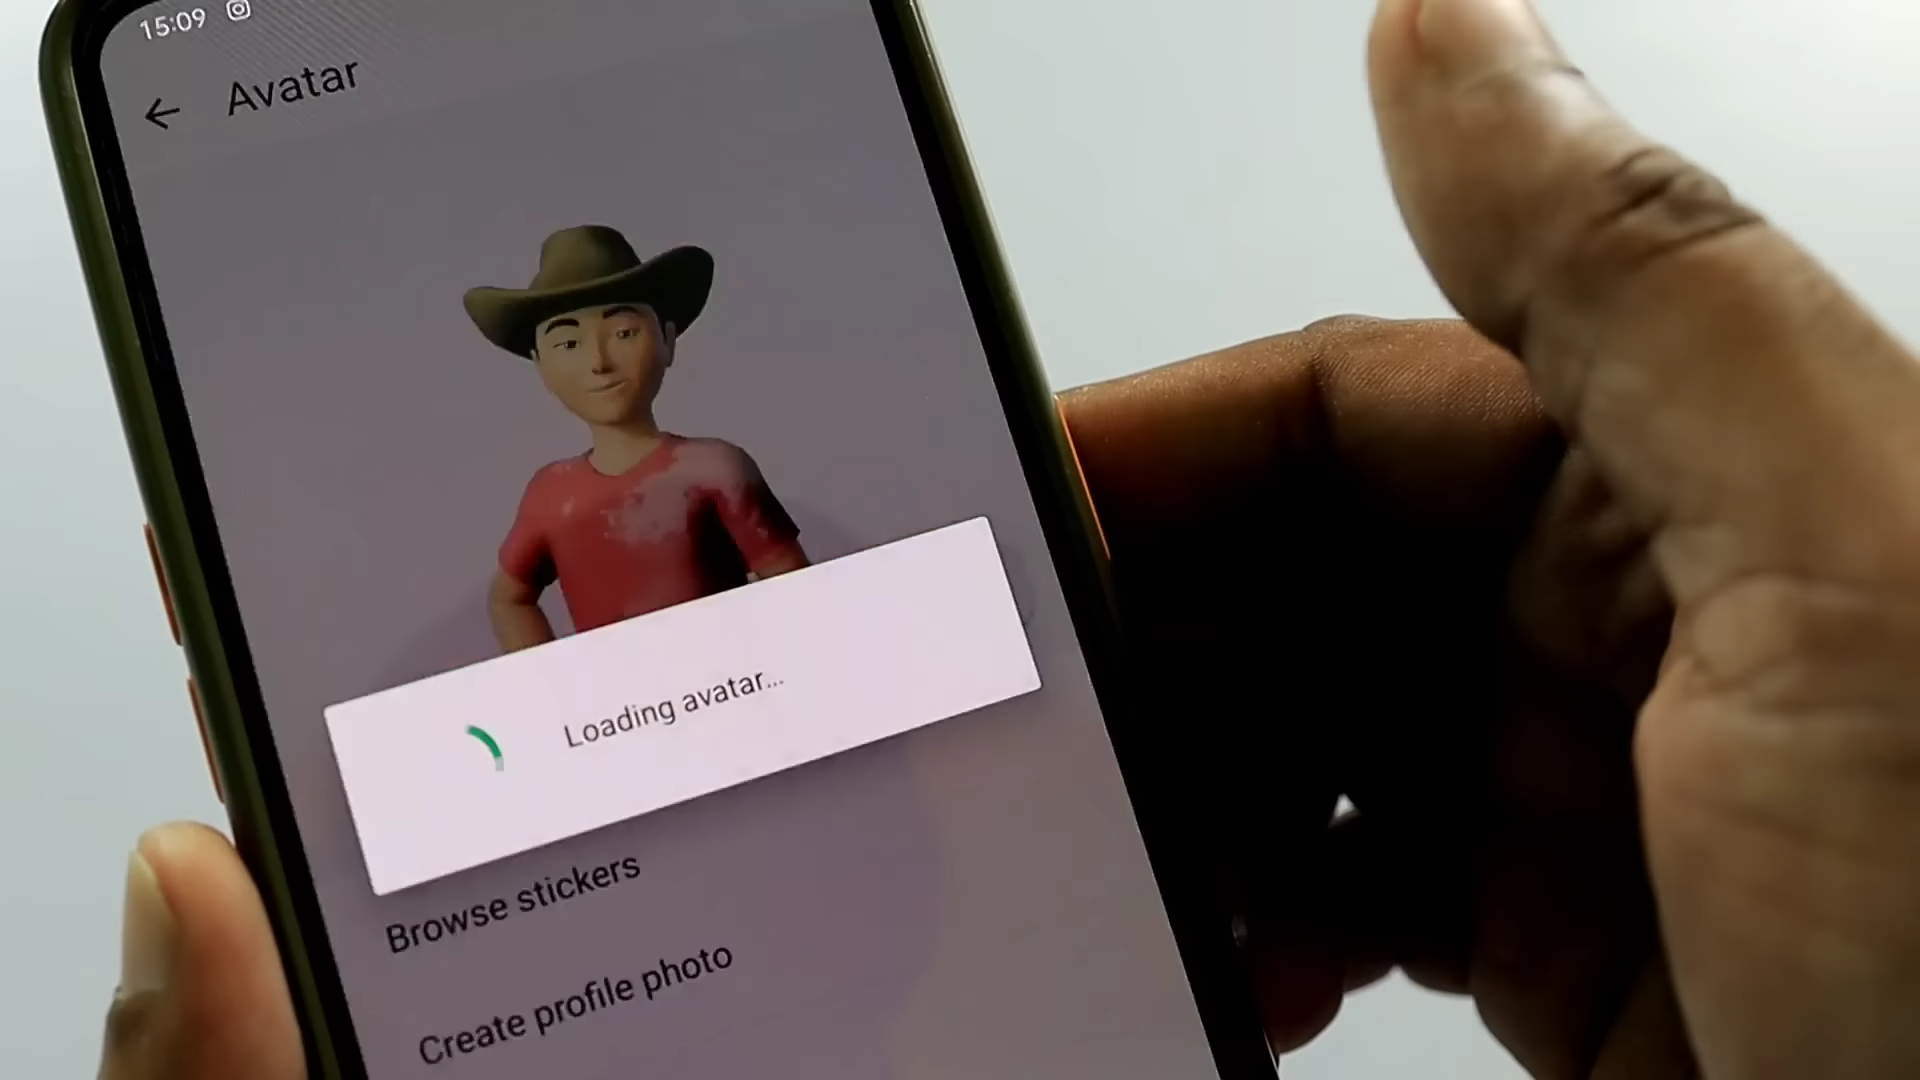 15:09
Avatar
Loading avatar...
Browse stickers
Create profile photo